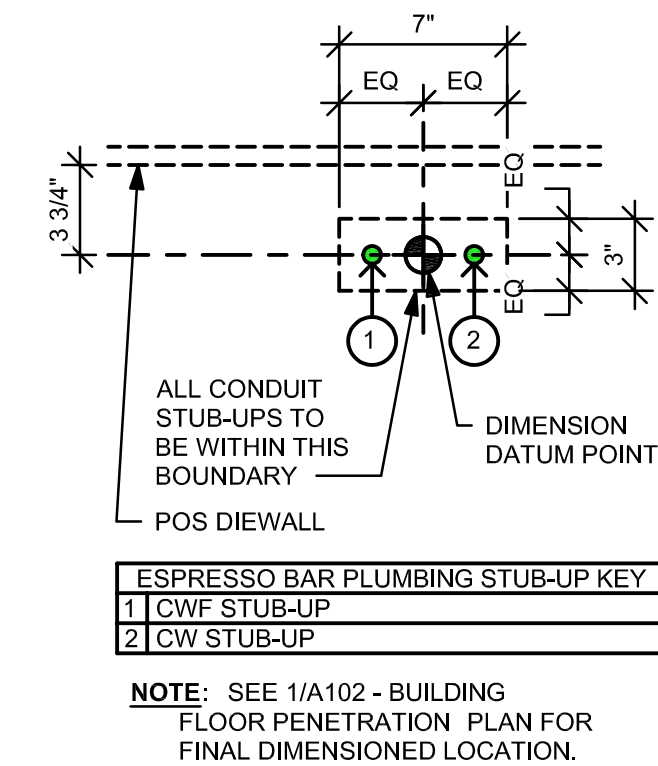 7"
EQ EQ
EQ
3 3/4"
3"
EQ
1 2
ALL CONDUIT
STUB-UPS TO
BE WITHIN THIS
BOUNDARY
DIMENSION
DATUM POINT
POS DIEWALL
ESPRESSO BAR PLUMBING STUB-UP KEY
1 CWF STUB-UP
2 CW STUB-UP
NOTE: SEE 1/A102 - BUILDING
FLOOR PENETRATION PLAN FOR
FINAL DIMENSIONED LOCATION.